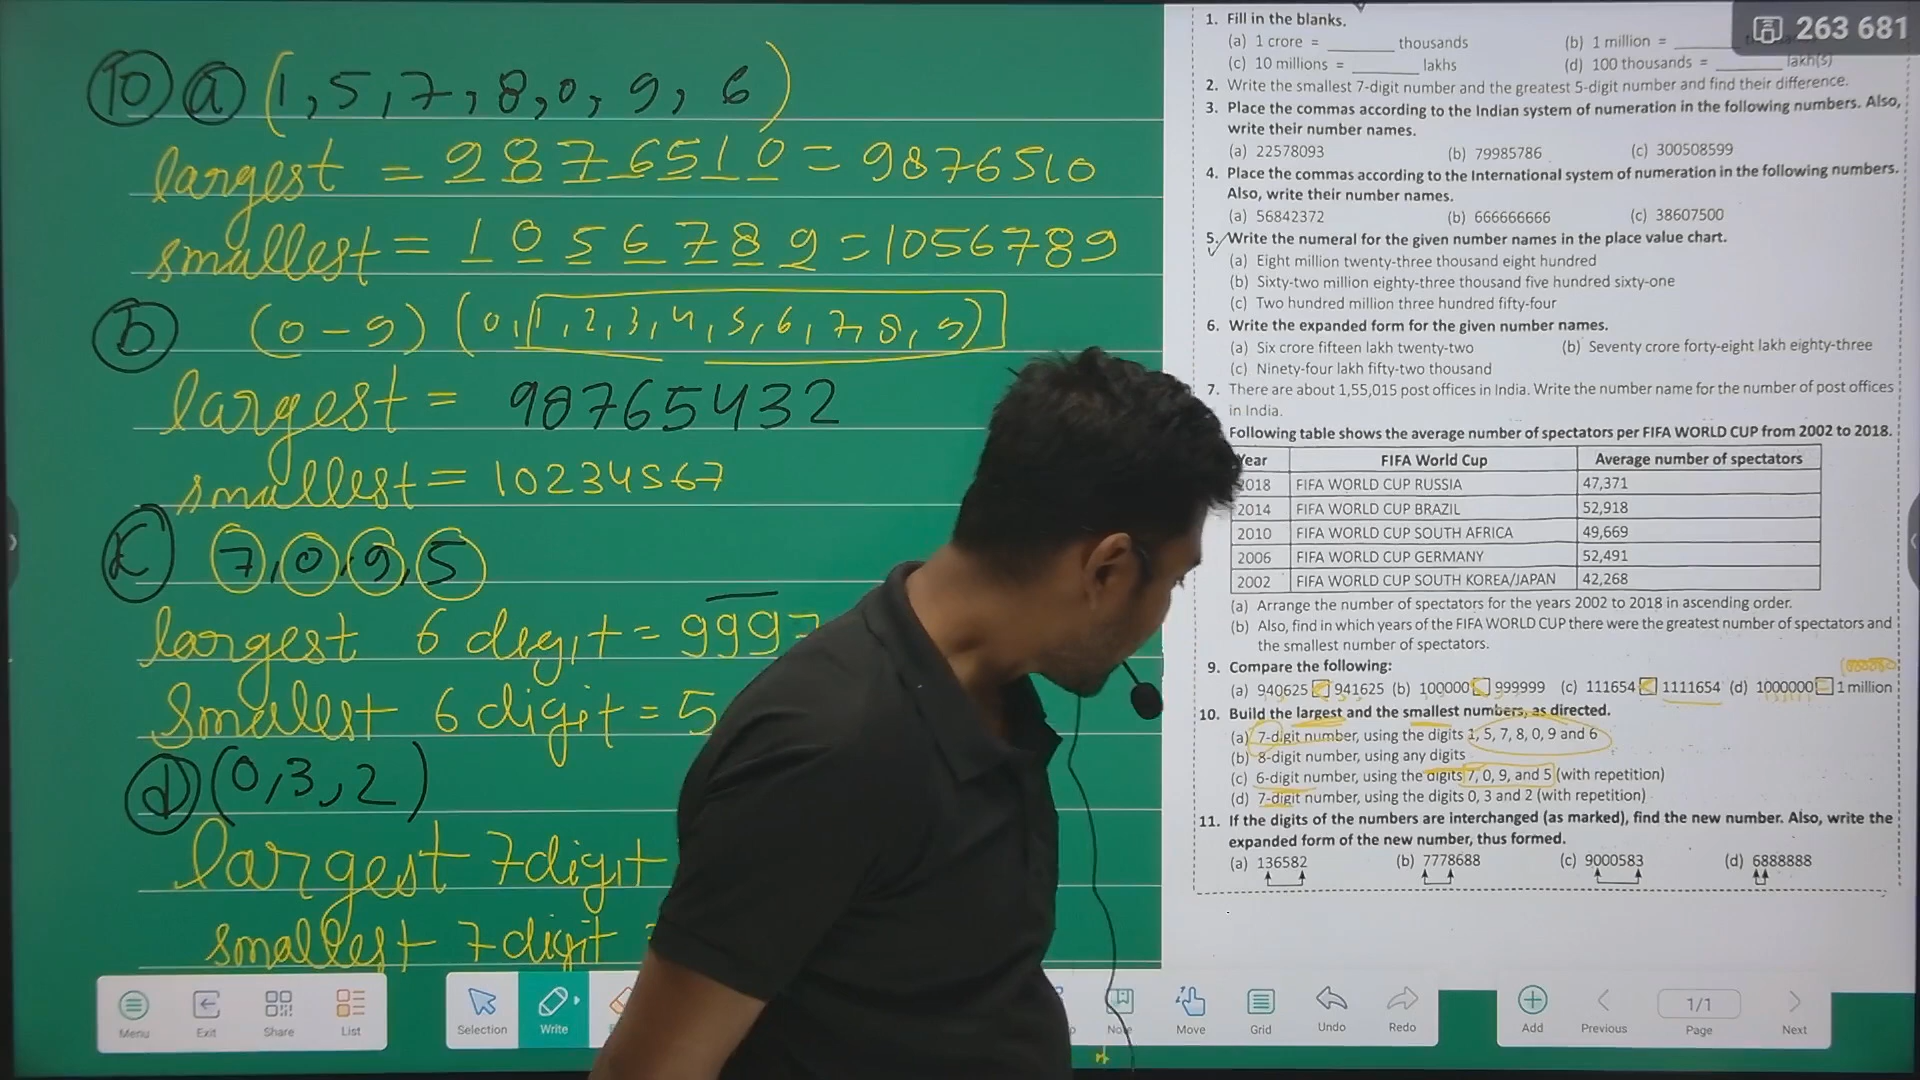 10 a (1, 5, 7, 8, 0, 9, 6)
largest = 9876510 = 9876510
smallest = 1056789 = 1056789
b (0-9) (0, 1, 2, 3, 4, 5, 6, 7, 8, 9)
largest = 98765432
smallest = 10234567
c 7, 0, 9, 5
largest 6 digit = 9997
smallest 6 digit = 5
d (0, 3, 2)
largest 7 digit
smallest 7 digit
263 681
1. Fill in the blanks.
(a) 1 crore = ________ thousands (b) 1 million = ________
(c) 10 millions = ________ lakhs (d) 100 thousands = ________ lakh(s)
2. Write the smallest 7-digit number and the greatest 5-digit number and find their difference.
3. Place the commas according to the Indian system of numeration in the following numbers. Also,
write their number names.
(a) 22578093 (b) 79985786 (c) 300508599
4. Place the commas according to the International system of numeration in the following numbers.
Also, write their number names.
(a) 56842372 (b) 666666666 (c) 38607500
5. Write the numeral for the given number names in the place value chart.
(a) Eight million twenty-three thousand eight hundred
(b) Sixty-two million eighty-three thousand five hundred sixty-one
(c) Two hundred million three hundred fifty-four
6. Write the expanded form for the given number names.
(a) Six crore fifteen lakh twenty-two (b) Seventy crore forty-eight lakh eighty-three
(c) Ninety-four lakh fifty-two thousand
7. There are about 1,55,015 post offices in India. Write the number name for the number of post offices
in India.
Following table shows the average number of spectators per FIFA WORLD CUP from 2002 to 2018.
Year FIFA World Cup Average number of spectators
2018 FIFA WORLD CUP RUSSIA 47,371
2014 FIFA WORLD CUP BRAZIL 52,918
2010 FIFA WORLD CUP SOUTH AFRICA 49,669
2006 FIFA WORLD CUP GERMANY 52,491
2002 FIFA WORLD CUP SOUTH KOREA/JAPAN 42,268
(a) Arrange the number of spectators for the years 2002 to 2018 in ascending order.
(b) Also, find in which years of the FIFA WORLD CUP there were the greatest number of spectators and
the smallest number of spectators.
9. Compare the following:
(a) 940625 < 941625 (b) 100000 < 999999 (c) 111654 < 1111654 (d) 1000000 = 1 million
10. Build the largest and the smallest numbers, as directed.
(a) 7-digit number, using the digits 1, 5, 7, 8, 0, 9 and 6
(b) 8-digit number, using any digits
(c) 6-digit number, using the digits 7, 0, 9, and 5 (with repetition)
(d) 7-digit number, using the digits 0, 3 and 2 (with repetition)
11. If the digits of the numbers are interchanged (as marked), find the new number. Also, write the
expanded form of the new number, thus formed.
(a) 136582 (b) 7778688 (c) 9000583 (d) 6888888
Menu Exit Share List Selection Write Move Grid Undo Redo Add Previous 1/1 Page Next